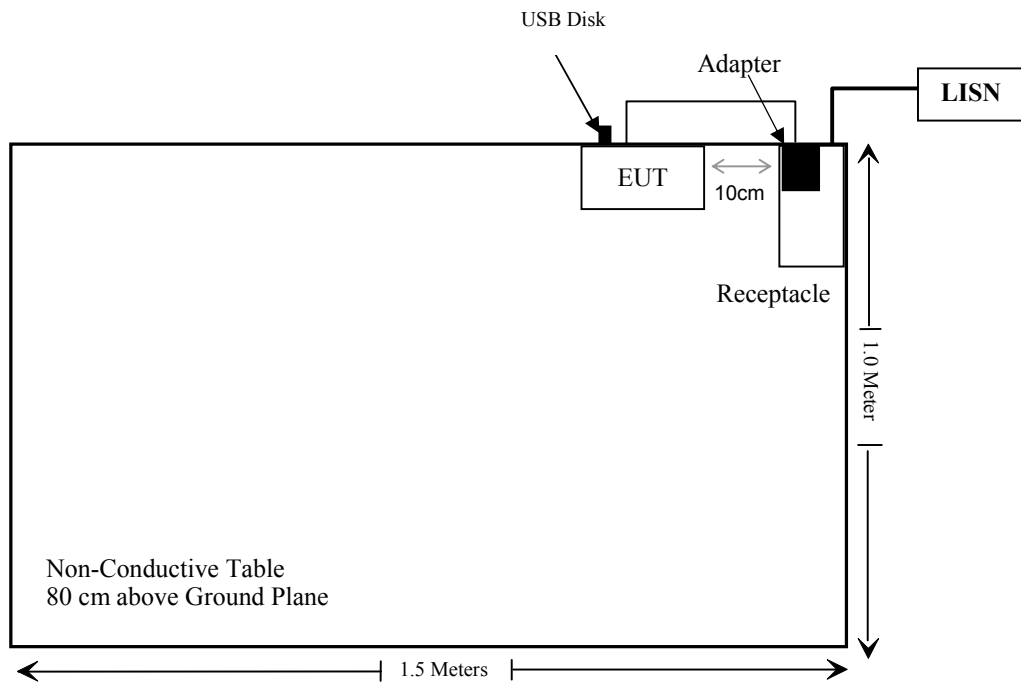 USB Disk
Adapter
LISN
EUT
10cm
Receptacle
1.0 Meter
Non-Conductive Table
80 cm above Ground Plane
1.5 Meters